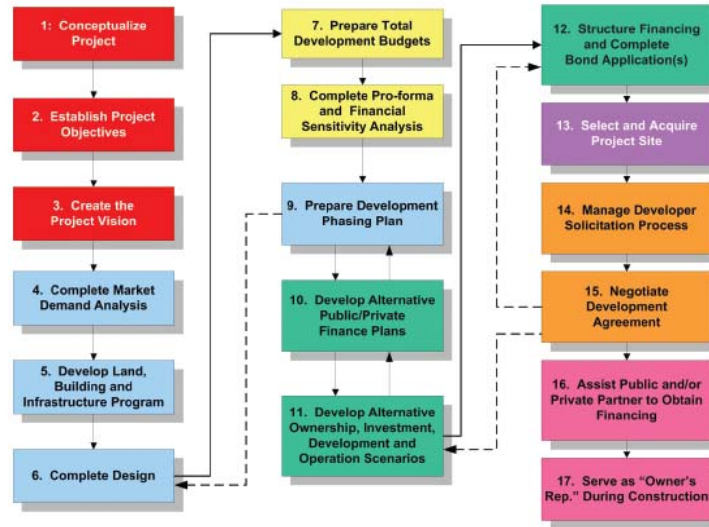 1: Conceptualize
Project
2. Establish Project
Objectives
3. Create the
Project Vision
4. Complete Market
Demand Analysis
5. Develop Land,
Building and
Infrastructure Program
6. Complete Design
7. Prepare Total
Development Budgets
8. Complete Pro-forma
and Financial
Sensitivity Analysis
9. Prepare Development
Phasing Plan
10. Develop Alternative
Public/Private
Finance Plans
11. Develop Alternative
Ownership, Investment,
Development and
Operation Scenarios
12. Structure Financing
and Complete
Bond Application(s)
13. Select and Acquire
Project Site
14. Manage Developer
Solicitation Process
15. Negotiate
Development
Agreement
16. Assist Public and/or
Private Partner to Obtain
Financing
17. Serve as “Owner’s
Rep.” During Construction